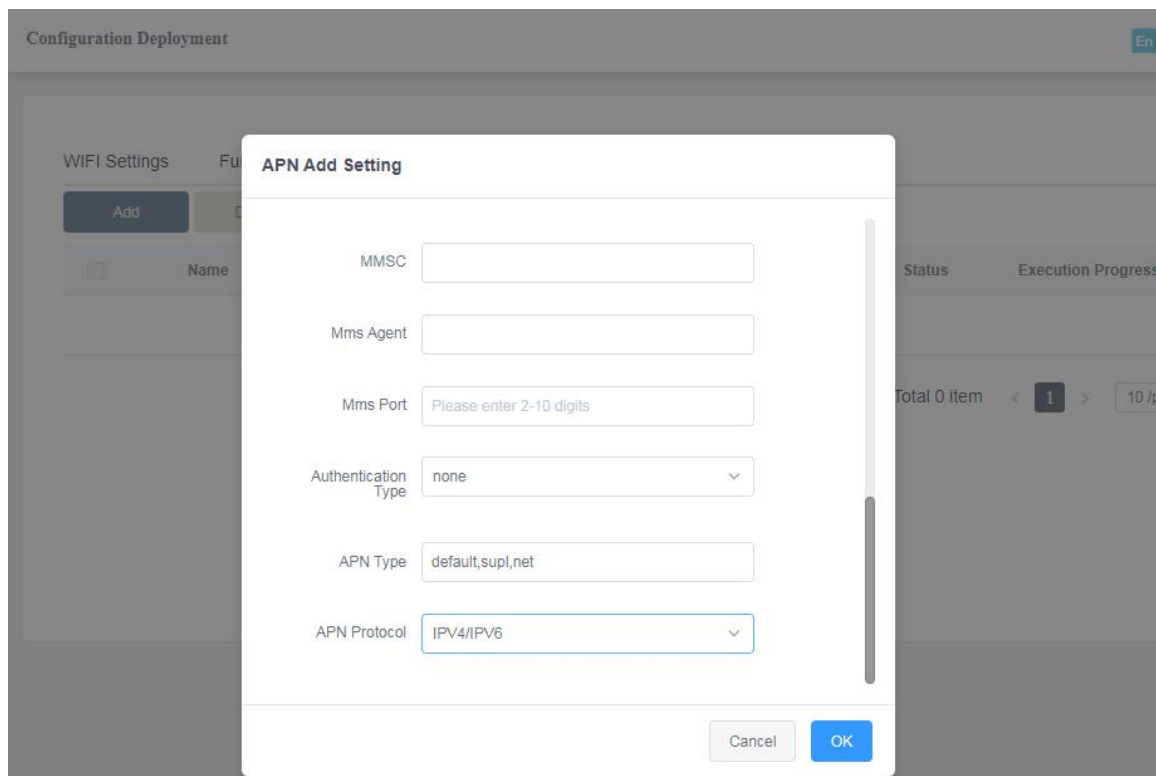 Configuration Deployment
En
WIFI Settings
Fu
APN Add Setting
Add
Name
Status
Execution Progress
MMSC
Mms Agent
Mms Port
Please enter 2-10 digits
Total 0 item
<
1
>
10 /p
Authentication
Type
none
APN Type
default,supl,net
APN Protocol
IPV4/IPV6
Cancel
OK